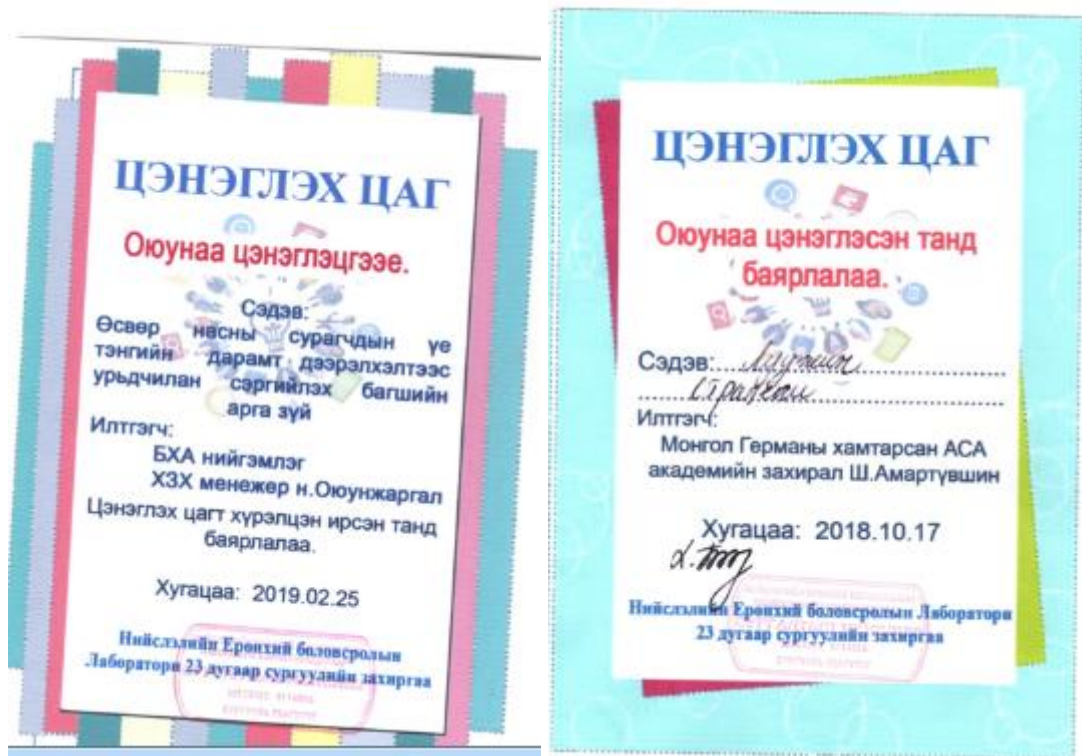 ЦЭНЭГЛЭХ ЦАГ
Оюунаа цэнэглэцгээе.
Сэдэв:
Өсвөр насны сурагчдын үе
тэнгийн дарамт дээрэлхэлтээс
урьдчилан сэргийлэх багшийн
арга зүй
Илтгэгч:
БХА нийгэмлэг
ХЗХ менежер н.Оюунжаргал
Цэнэглэх цагт хүрэлцэн ирсэн танд
баярлалаа.
Хугацаа: 2019.02.25
Нийслэлийн Ерөнхий боловсролын
Лаборатори 23 дугаар сургуулийн захиргаа
ЦЭНЭГЛЭХ ЦАГ
Оюунаа цэнэглэсэн танд
баярлалаа.
Сэдэв:
Илтгэгч:
Монгол Германы хамтарсан АСА
академийн захирал Ш.Амартүвшин
Хугацаа: 2018.10.17
Нийслэлийн Ерөнхий боловсролын Лаборатори
23 дугаар сургуулийн захиргаа